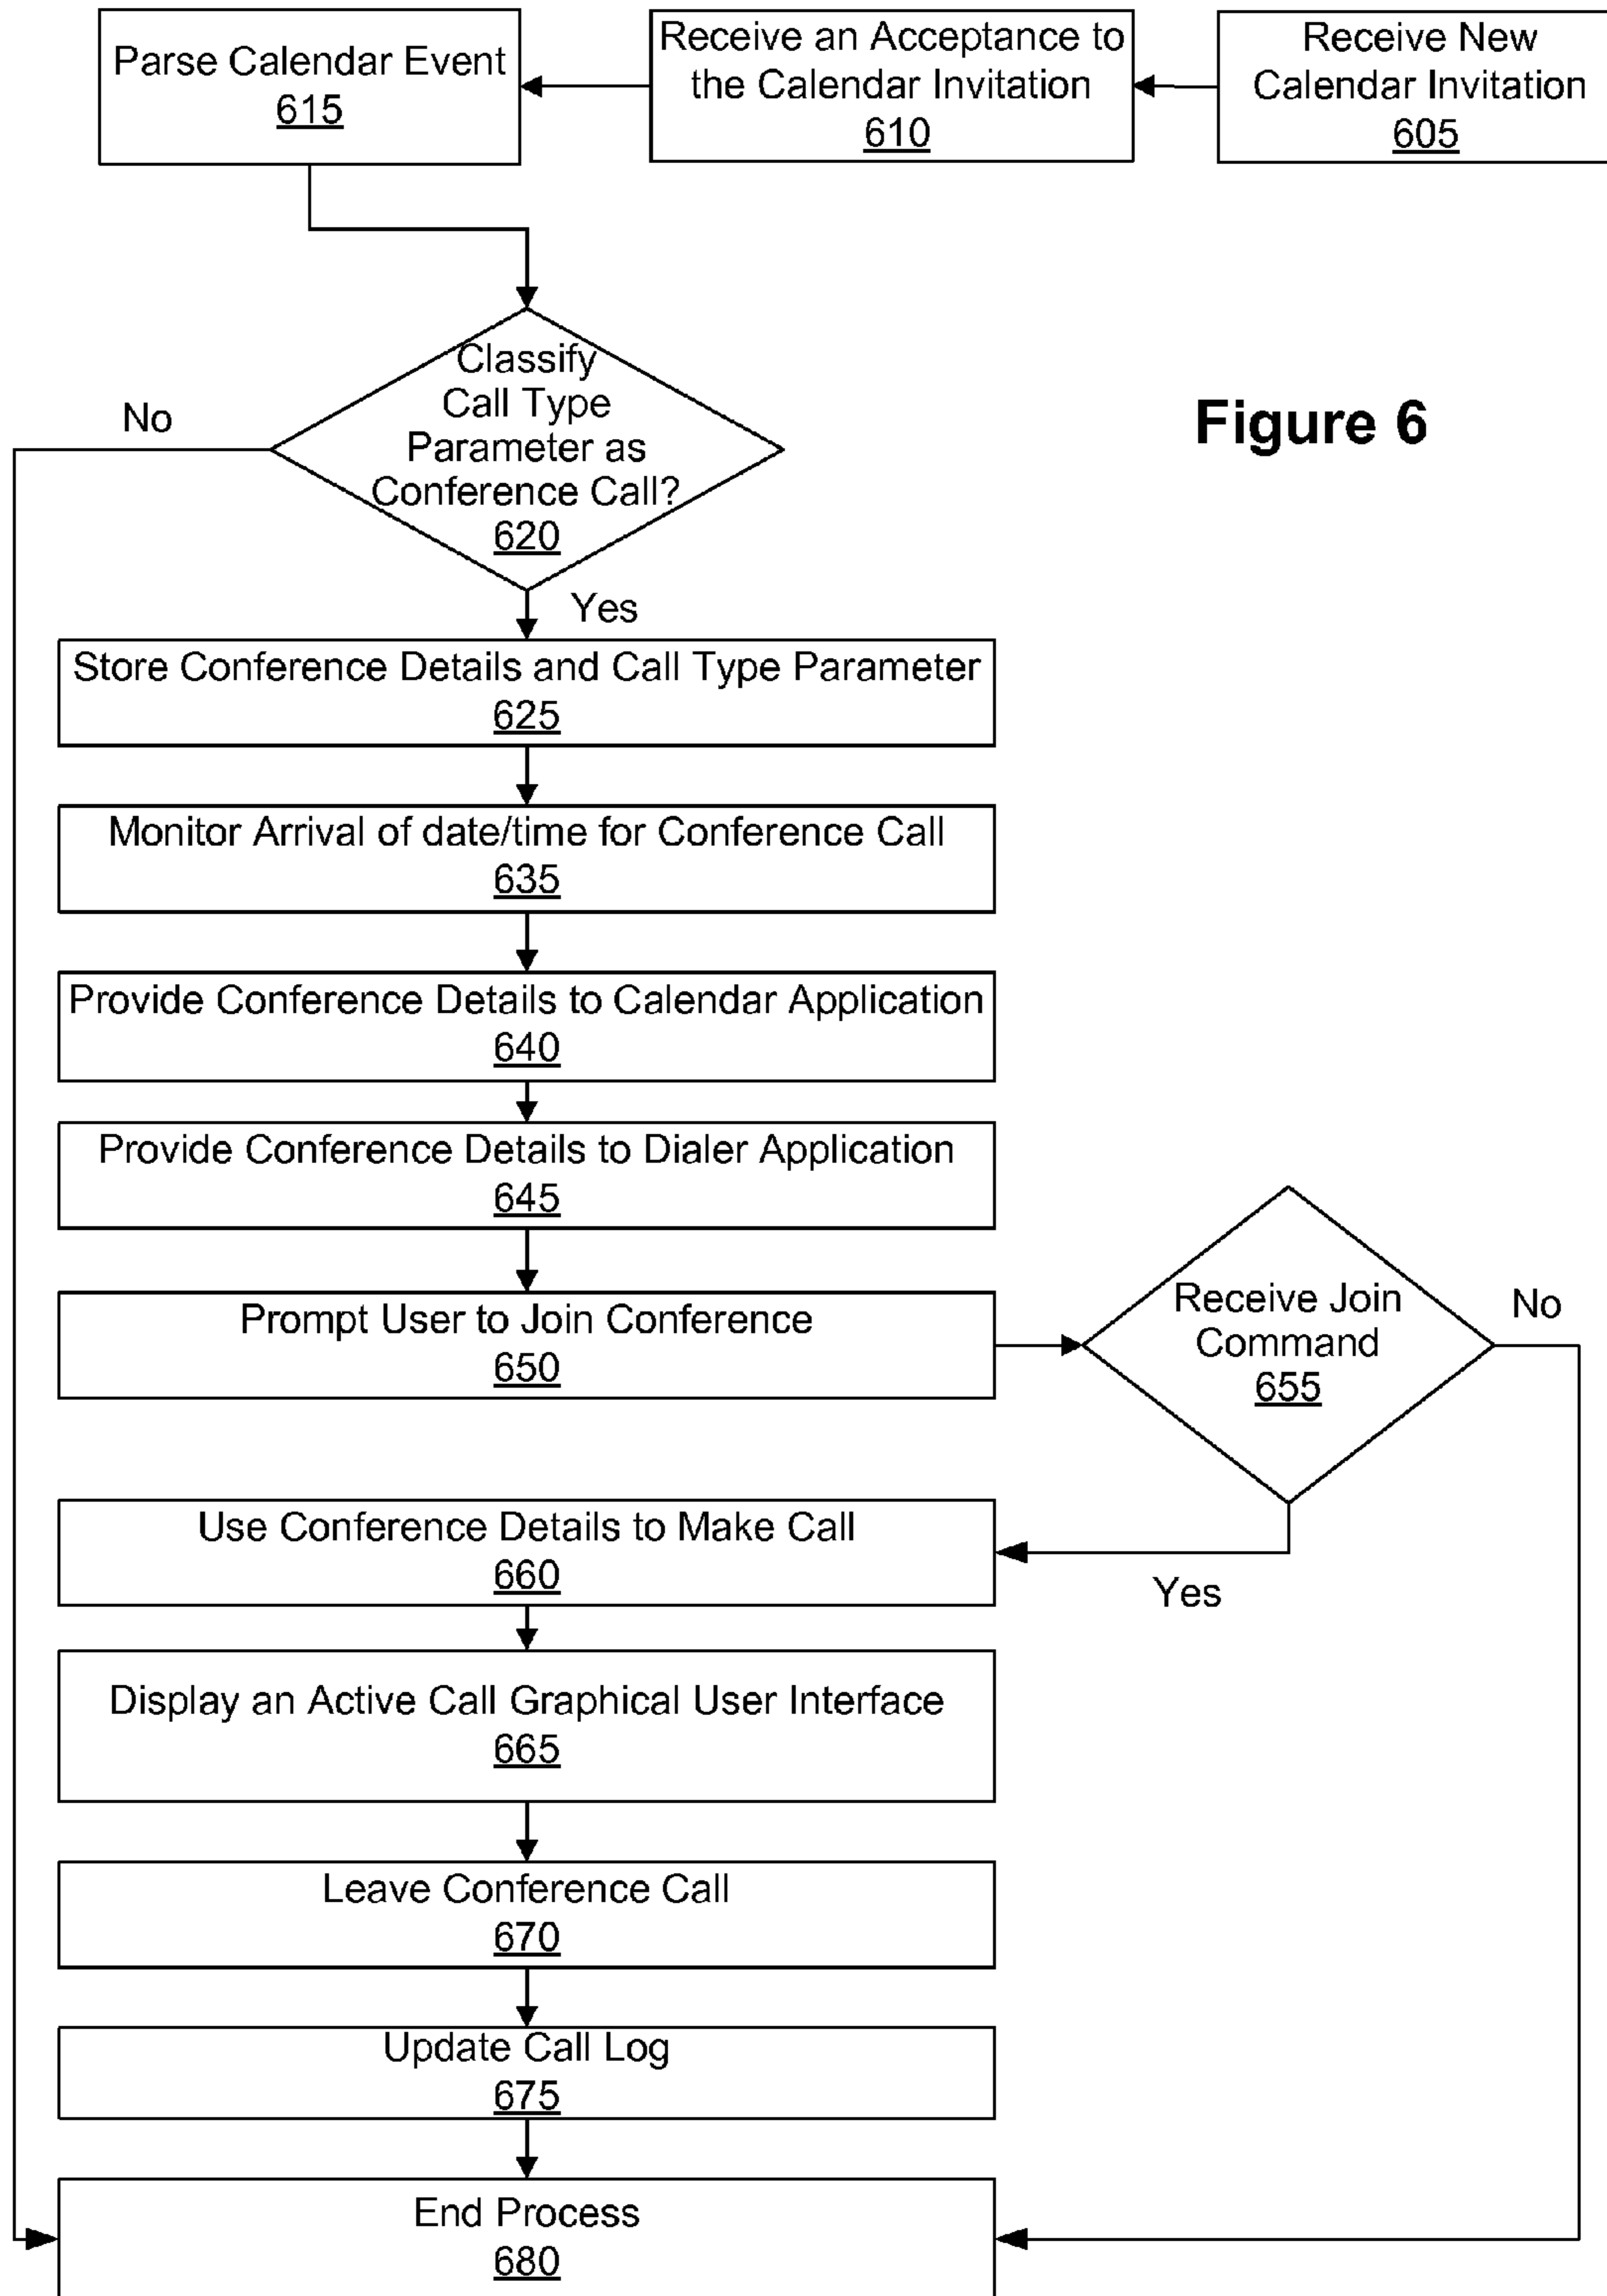 Receive New
Calendar Invitation
605
Receive an Acceptance to
the Calendar Invitation
610
Parse Calendar Event
615
Classify
Call Type
Parameter as
Conference Call?
620
No
Figure 6
Yes
Store Conference Details and Call Type Parameter
625
Monitor Arrival of date/time for Conference Call
635
Provide Conference Details to Calendar Application
640
Provide Conference Details to Dialer Application
645
Prompt User to Join Conference
650
Receive Join
Command
655
No
Yes
Use Conference Details to Make Call
660
Display an Active Call Graphical User Interface
665
Leave Conference Call
670
Update Call Log
675
End Process
680